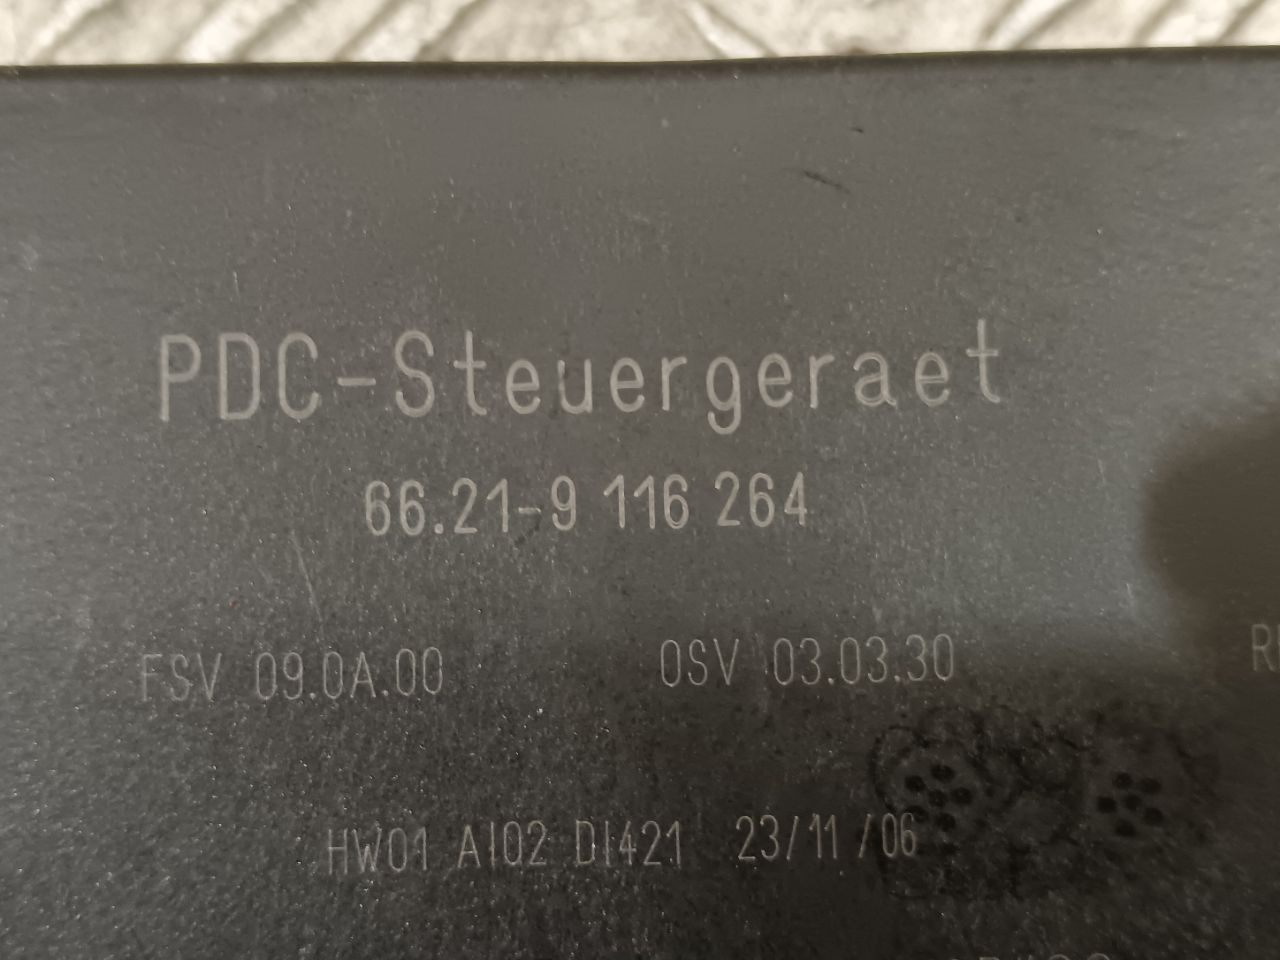 PDC-Steuergeraet
66.21-9 116 264
FSV 09.0A.00 OSV 03.03.30
HW01 AI02 DI421 23/11/06